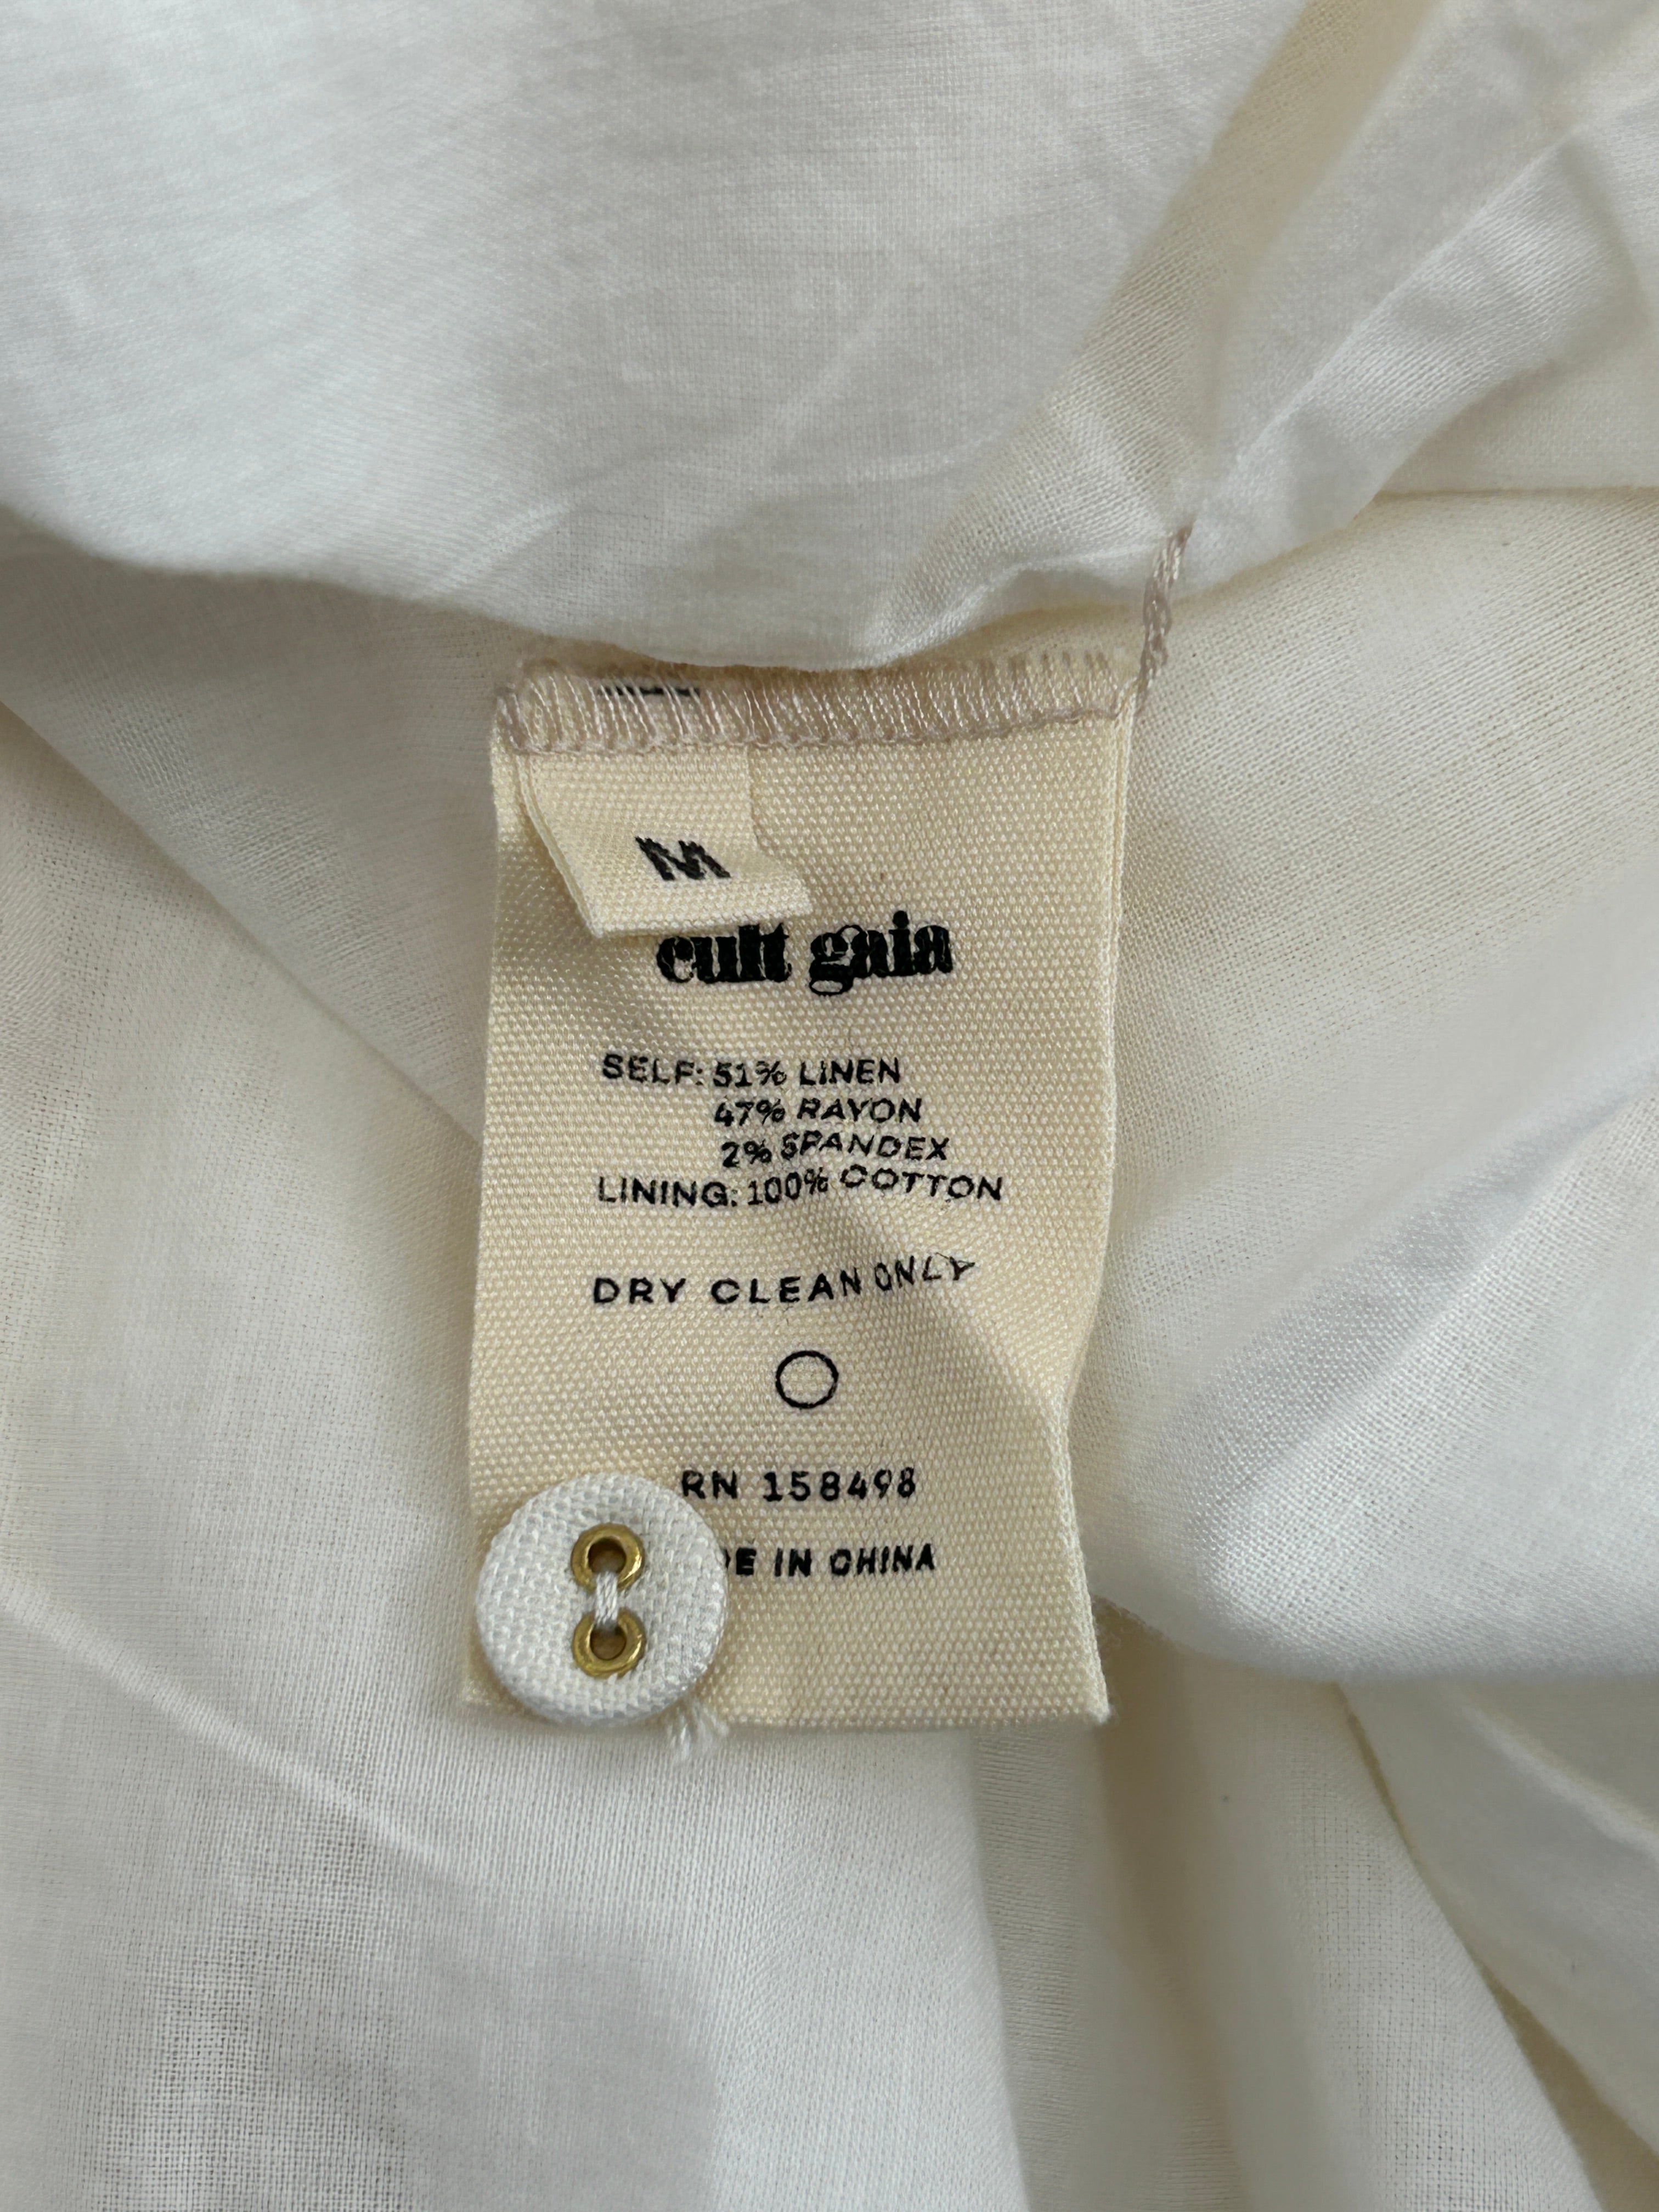 M
cult gaia
SELF: 51% LINEN
47% RAYON
2% SPANDEX
LINING: 100% COTTON
DRY CLEAN ONLY
RN 158498
IN CHINA